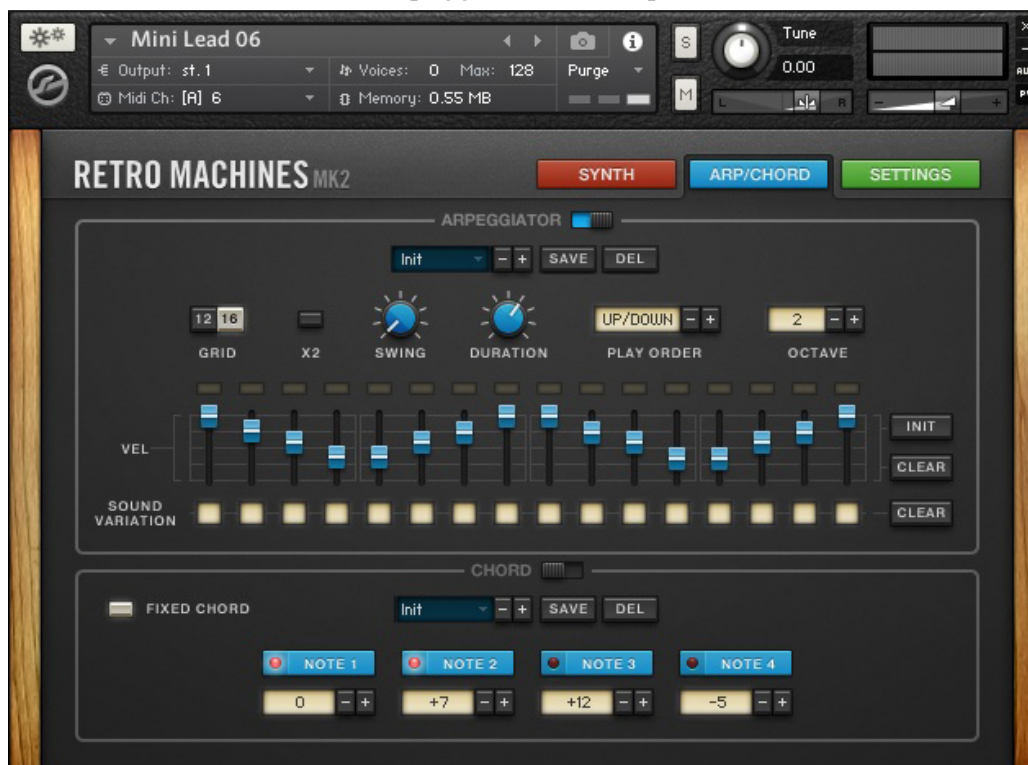 Mini Lead 06
S
Tune
Output: st. 1
Voices: 0 Max: 128
Purge
0.00
Midi Ch: [A] 6
Memory: 0.55 MB
M
L
R
-
+
RETRO MACHINES MK2
SYNTH
ARP/CHORD
SETTINGS
ARPEGGIATOR
Init
- +
SAVE
DEL
12 16
UP/DOWN - +
2 - +
GRID
X2
SWING
DURATION
PLAY ORDER
OCTAVE
INIT
VEL
CLEAR
SOUND
VARIATION
CLEAR
CHORD
FIXED CHORD
Init
- +
SAVE
DEL
NOTE 1
NOTE 2
NOTE 3
NOTE 4
0 - +
+7 - +
+12 - +
-5 - +